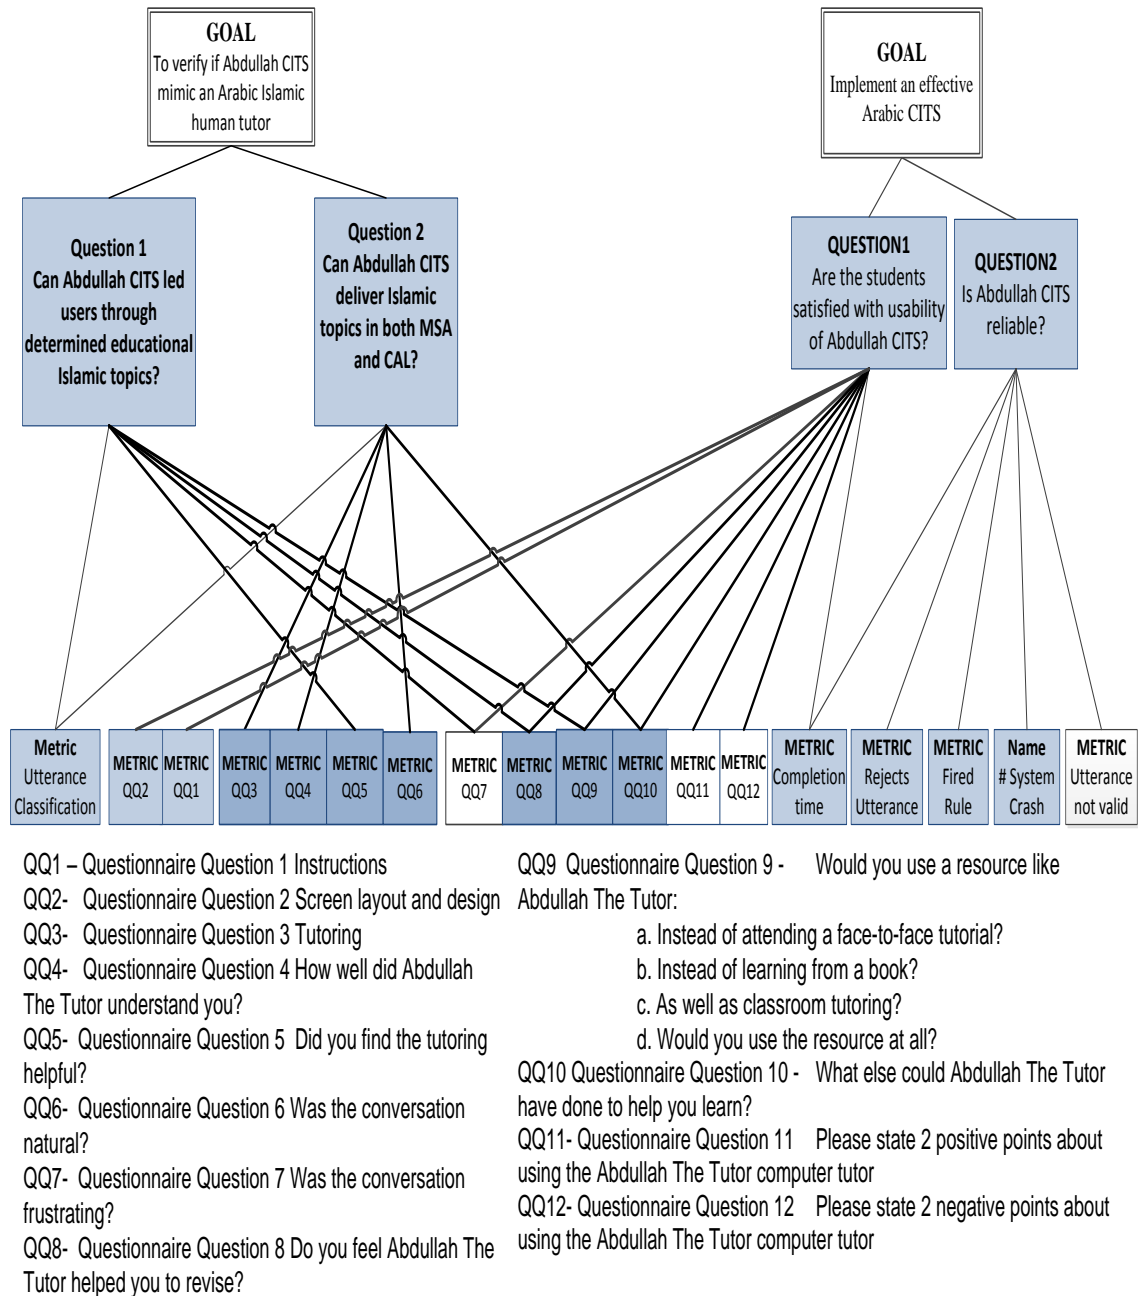 GOAL
To verify if Abdullah CITS
mimic an Arabic Islamic
human tutor
GOAL
Implement an effective
Arabic CITS
Question 1
Can Abdullah CITS led
users through
determined educational
Islamic topics?
Question 2
Can Abdullah CITS
deliver Islamic
topics in both MSA
and CAL?
QUESTION1
Are the students
satisfied with usability
of Abdullah CITS?
QUESTION2
Is Abdullah CITS
reliable?
Metric
Utterance
Classification
METRIC
QQ2
METRIC
QQ1
METRIC
QQ3
METRIC
QQ4
METRIC
QQ5
METRIC
QQ6
METRIC
QQ7
METRIC
QQ8
METRIC
QQ9
METRIC
QQ10
METRIC
QQ11
METRIC
QQ12
METRIC
Completion
time
METRIC
Rejects
Utterance
METRIC
Fired
Rule
Name
# System
Crash
METRIC
Utterance
not valid
QQ1 – Questionnaire Question 1 Instructions
QQ2- Questionnaire Question 2 Screen layout and design
QQ3- Questionnaire Question 3 Tutoring
QQ4- Questionnaire Question 4 How well did Abdullah
The Tutor understand you?
QQ5- Questionnaire Question 5 Did you find the tutoring
helpful?
QQ6- Questionnaire Question 6 Was the conversation
natural?
QQ7- Questionnaire Question 7 Was the conversation
frustrating?
QQ8- Questionnaire Question 8 Do you feel Abdullah The
Tutor helped you to revise?
QQ9 Questionnaire Question 9 - Would you use a resource like
Abdullah The Tutor:
a. Instead of attending a face-to-face tutorial?
b. Instead of learning from a book?
c. As well as classroom tutoring?
d. Would you use the resource at all?
QQ10 Questionnaire Question 10 - What else could Abdullah The Tutor
have done to help you learn?
QQ11- Questionnaire Question 11 Please state 2 positive points about
using the Abdullah The Tutor computer tutor
QQ12- Questionnaire Question 12 Please state 2 negative points about
using the Abdullah The Tutor computer tutor